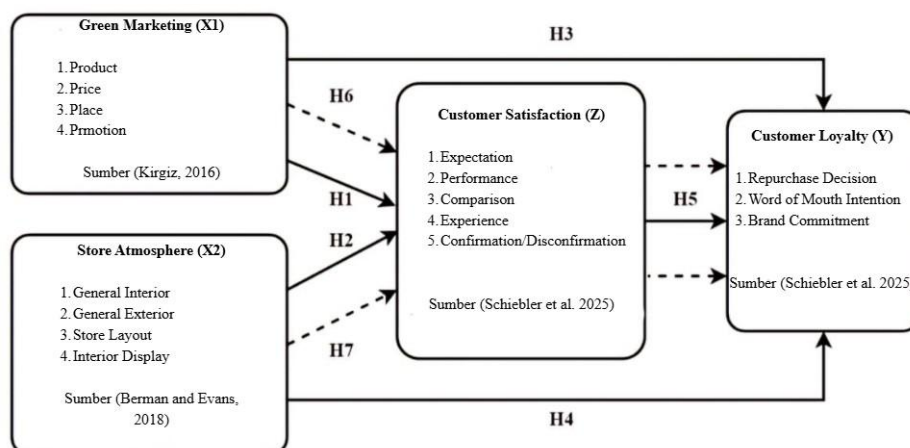 Green Marketing (X1)
1. Product
2. Price
3. Place
4. Prmotion
Sumber (Kirgiz, 2016)
H3
H6
H1
H2
H7
Store Atmosphere (X2)
1. General Interior
2. General Exterior
3. Store Layout
4. Interior Display
Sumber (Berman and Evans,
2018)
Customer Satisfaction (Z)
1. Expectation
2. Performance
3. Comparison
4. Experience
5. Confirmation/Disconfirmation
Sumber (Schiebler et al. 2025)
H5
H4
Customer Loyalty (Y)
1. Repurchase Decision
2. Word of Mouth Intention
3. Brand Commitment
Sumber (Schiebler et al. 2025